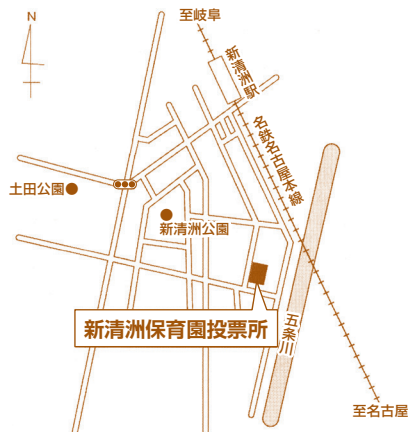 N
至岐阜
新清洲駅
名鉄名古屋本線
土田公園
新清洲公園
新清洲保育園投票所
五条川
至名古屋